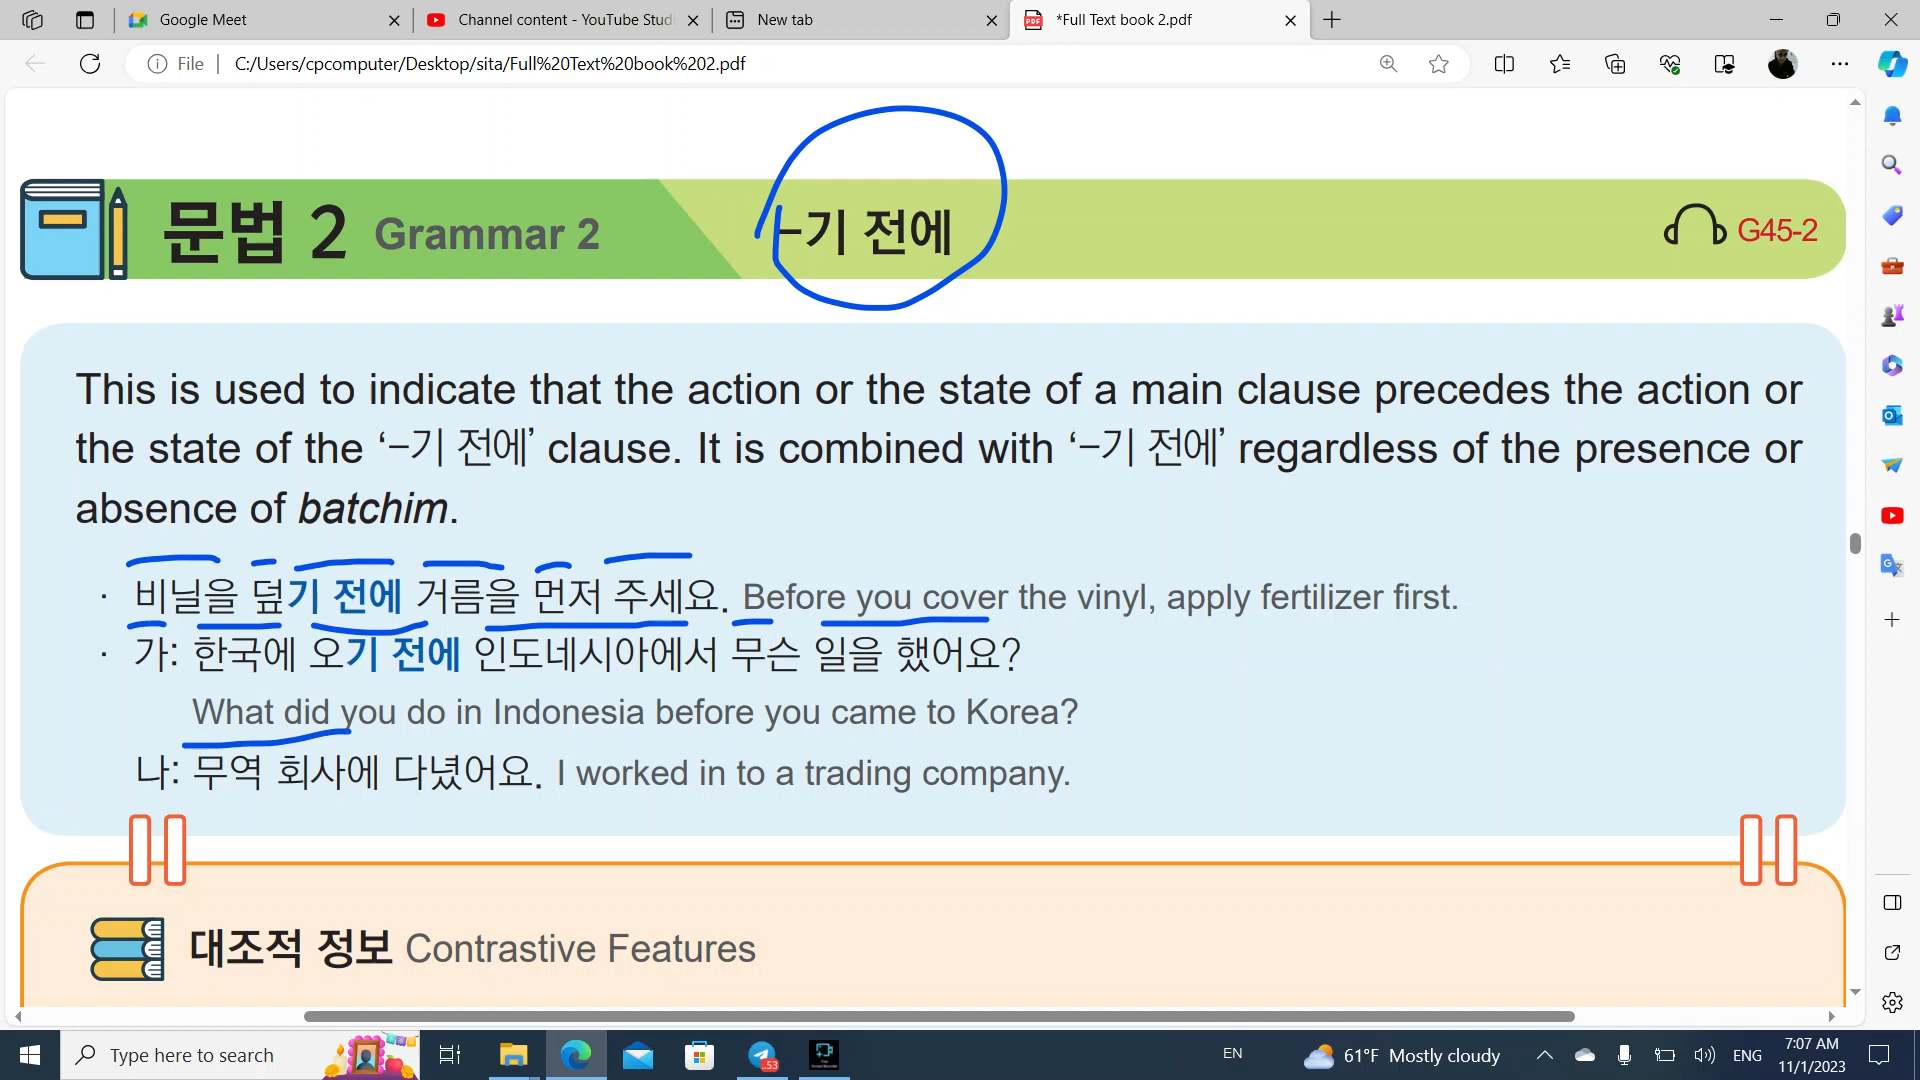 Google Meet
Channel content - YouTube Stud
New tab
*Full Text book 2.pdf
File
C:/Users/cpcomputer/Desktop/sita/Full%20Text%20book%202.pdf
문법 2 Grammar 2
-기 전에
G45-2
This is used to indicate that the action or the state of a main clause precedes the action or
the state of the ‘-기 전에’ clause. It is combined with ‘-기 전에’ regardless of the presence or
absence of batchim.
· 비닐을 덮기 전에 거름을 먼저 주세요. Before you cover the vinyl, apply fertilizer first.
· 가: 한국에 오기 전에 인도네시아에서 무슨 일을 했어요?
What did you do in Indonesia before you came to Korea?
나: 무역 회사에 다녔어요. I worked in to a trading company.
대조적 정보 Contrastive Features
Type here to search
.53
EN
61°F Mostly cloudy
ENG
7:07 AM
11/1/2023